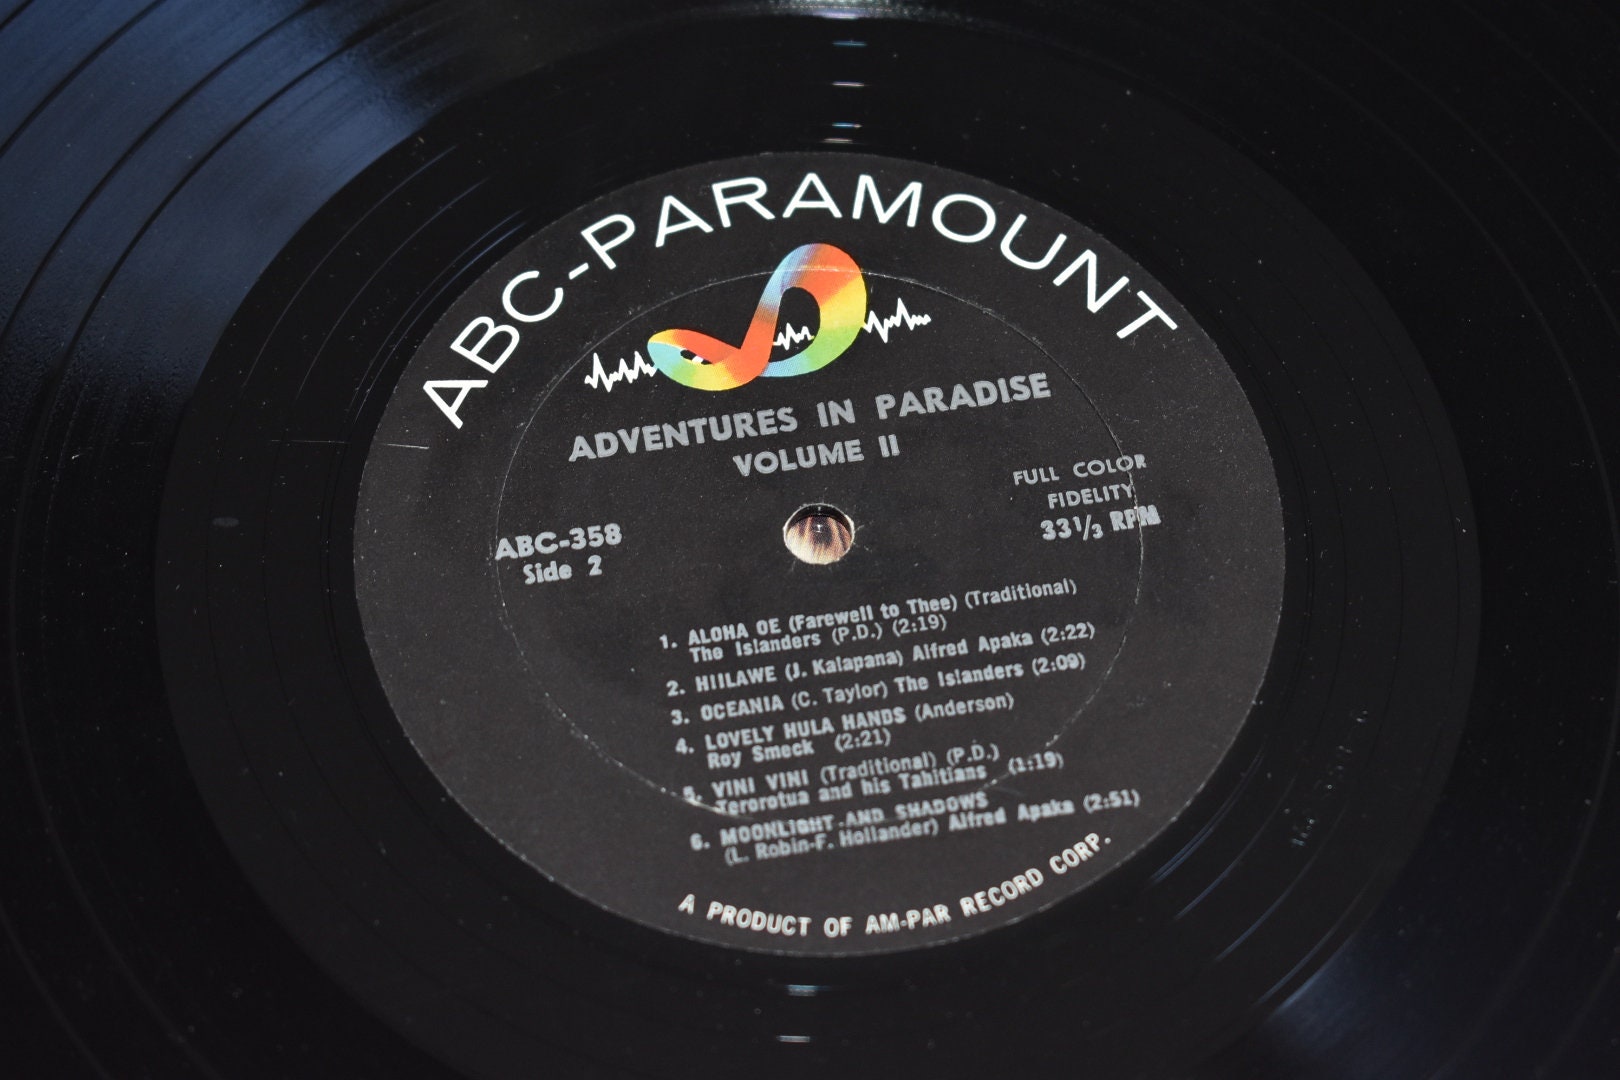 ABC-PARAMOUNT
ADVENTURES IN PARADISE
VOLUME II
FULL COLOR
FIDELITY
33⅓ RPM
ABC-358
Side 2
1. ALOHA OE (Farewell to Thee) (Traditional)
The Islanders (P.D.) (2:19)
2. HIILAWE (J. Kalapana) Alfred Apaka (2:22)
3. OCEANIA (C. Taylor) The Islanders (2:09)
4. LOVELY HULA HANDS (Anderson)
Roy Smeck (2:21)
5. VINI VINI (Traditional) (P.D.)
Terorotua and his Tahitians (1:19)
6. MOONLIGHT AND SHADOWS
(L. Robin-F. Hollander) Alfred Apaka (2:51)
A PRODUCT OF AM-PAR RECORD CORP.